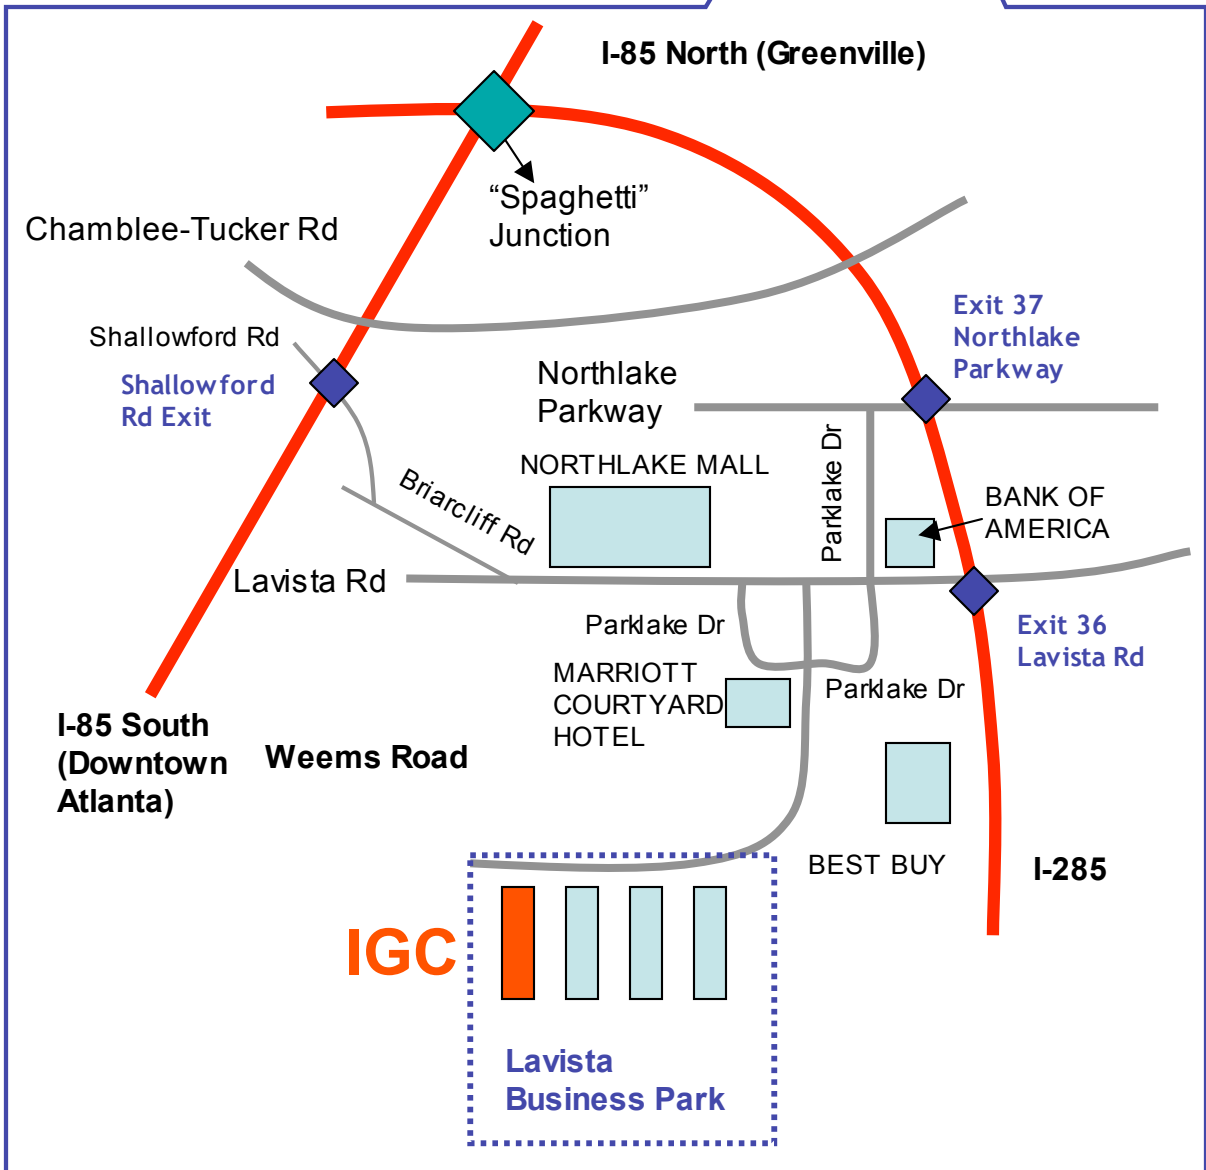 I-85 North (Greenville)
“Spaghetti”
Junction
Chamblee-Tucker Rd
Exit 37
Northlake
Parkway
Shallowford Rd
Shallowford
Rd Exit
Northlake
Parkway
Parklake Dr
NORTHLAKE MALL
Briarcliff Rd
BANK OF
AMERICA
Lavista Rd
Parklake Dr
Exit 36
Lavista Rd
MARRIOTT
COURTYARD
HOTEL
Parklake Dr
I-85 South
(Downtown
Atlanta)
Weems Road
BEST BUY
I-285
IGC
Lavista
Business Park